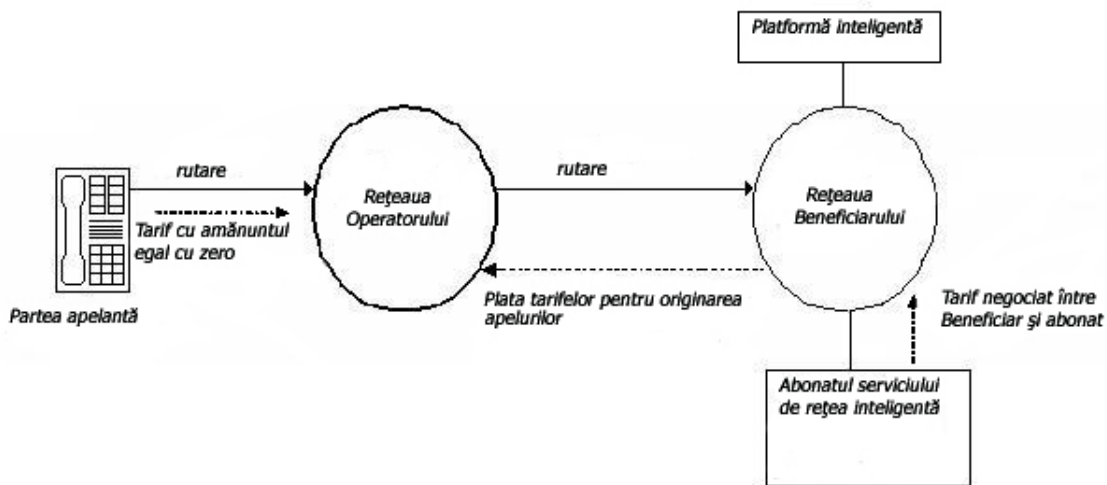 Platformă inteligentă
rutare
rutare
Reţeaua
Operatorului
Reţeaua
Beneficiarului
Tarif cu amănuntul
egal cu zero
Partea apelantă
Plata tarifelor pentru originarea
apelurilor
Tarif negociat între
Beneficiar şi abonat
Abonatul serviciului
de reţea inteligentă